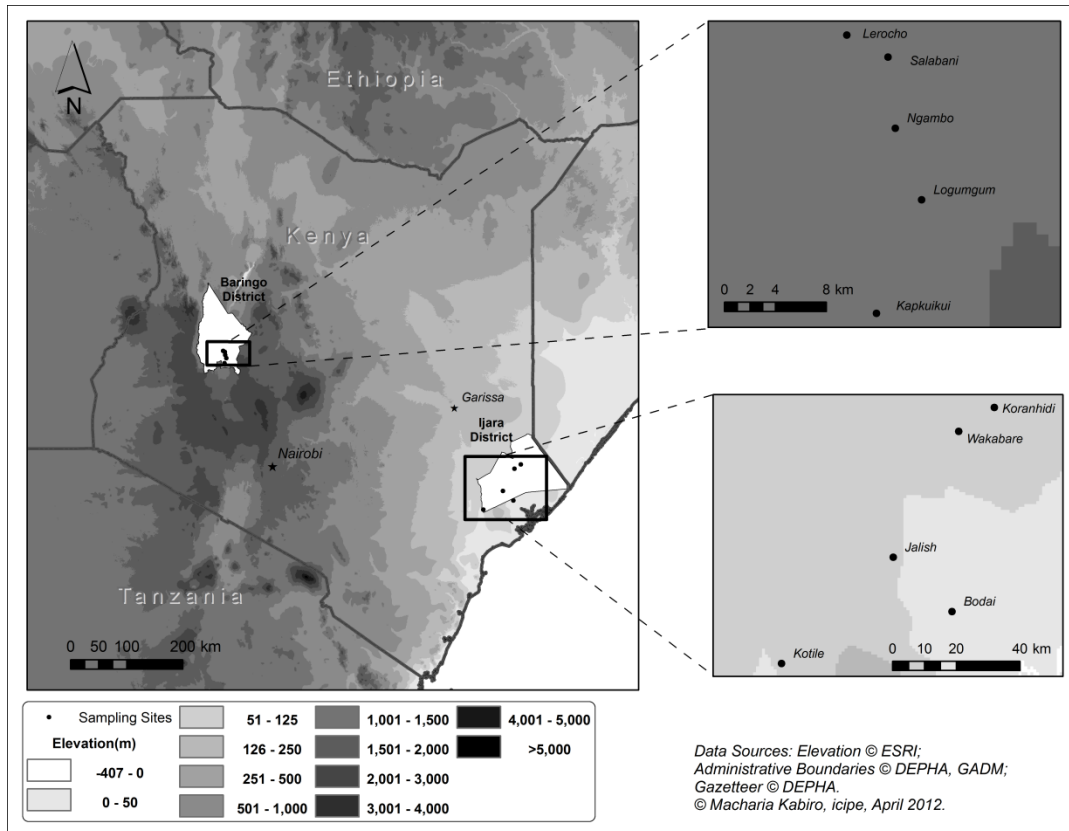 Ethiopia
N
Kenya
Baringo
District
Garissa
Ijara
District
Nairobi
Tanzania
0 50 100 200 km
Lerocho
Salabani
Ngambo
Logumgum
0 2 4 8 km
Kapkuikui
Koranhidi
Wakabare
Jalish
Bodai
Kotile
0 10 20 40 km
Sampling Sites
Elevation(m)
-407 - 0
0 - 50
51 - 125
126 - 250
251 - 500
501 - 1,000
1,001 - 1,500
1,501 - 2,000
2,001 - 3,000
3,001 - 4,000
4,001 - 5,000
>5,000
Data Sources: Elevation © ESRI;
Administrative Boundaries © DEPHA, GADM;
Gazetteer © DEPHA.
© Macharia Kabiro, icipe, April 2012.